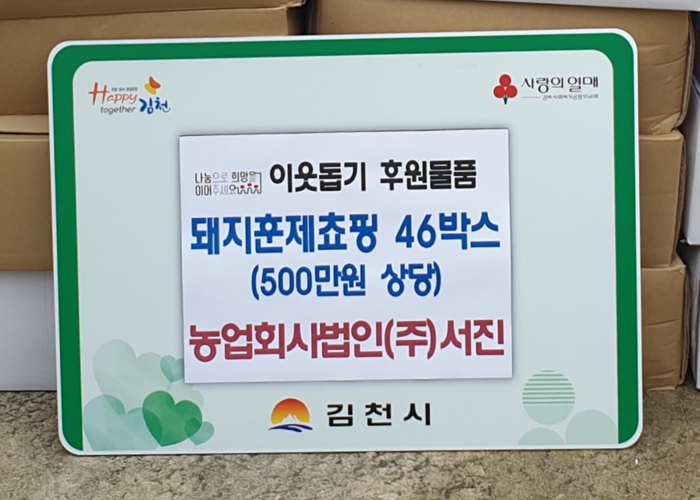 Happy
together 김천
사랑의 열매
나눔으로 희망을
이어주세요
이웃돕기 후원물품
돼지훈제쵸핑 46박스
(500만원 상당)
농업회사법인(주)서진
김천시